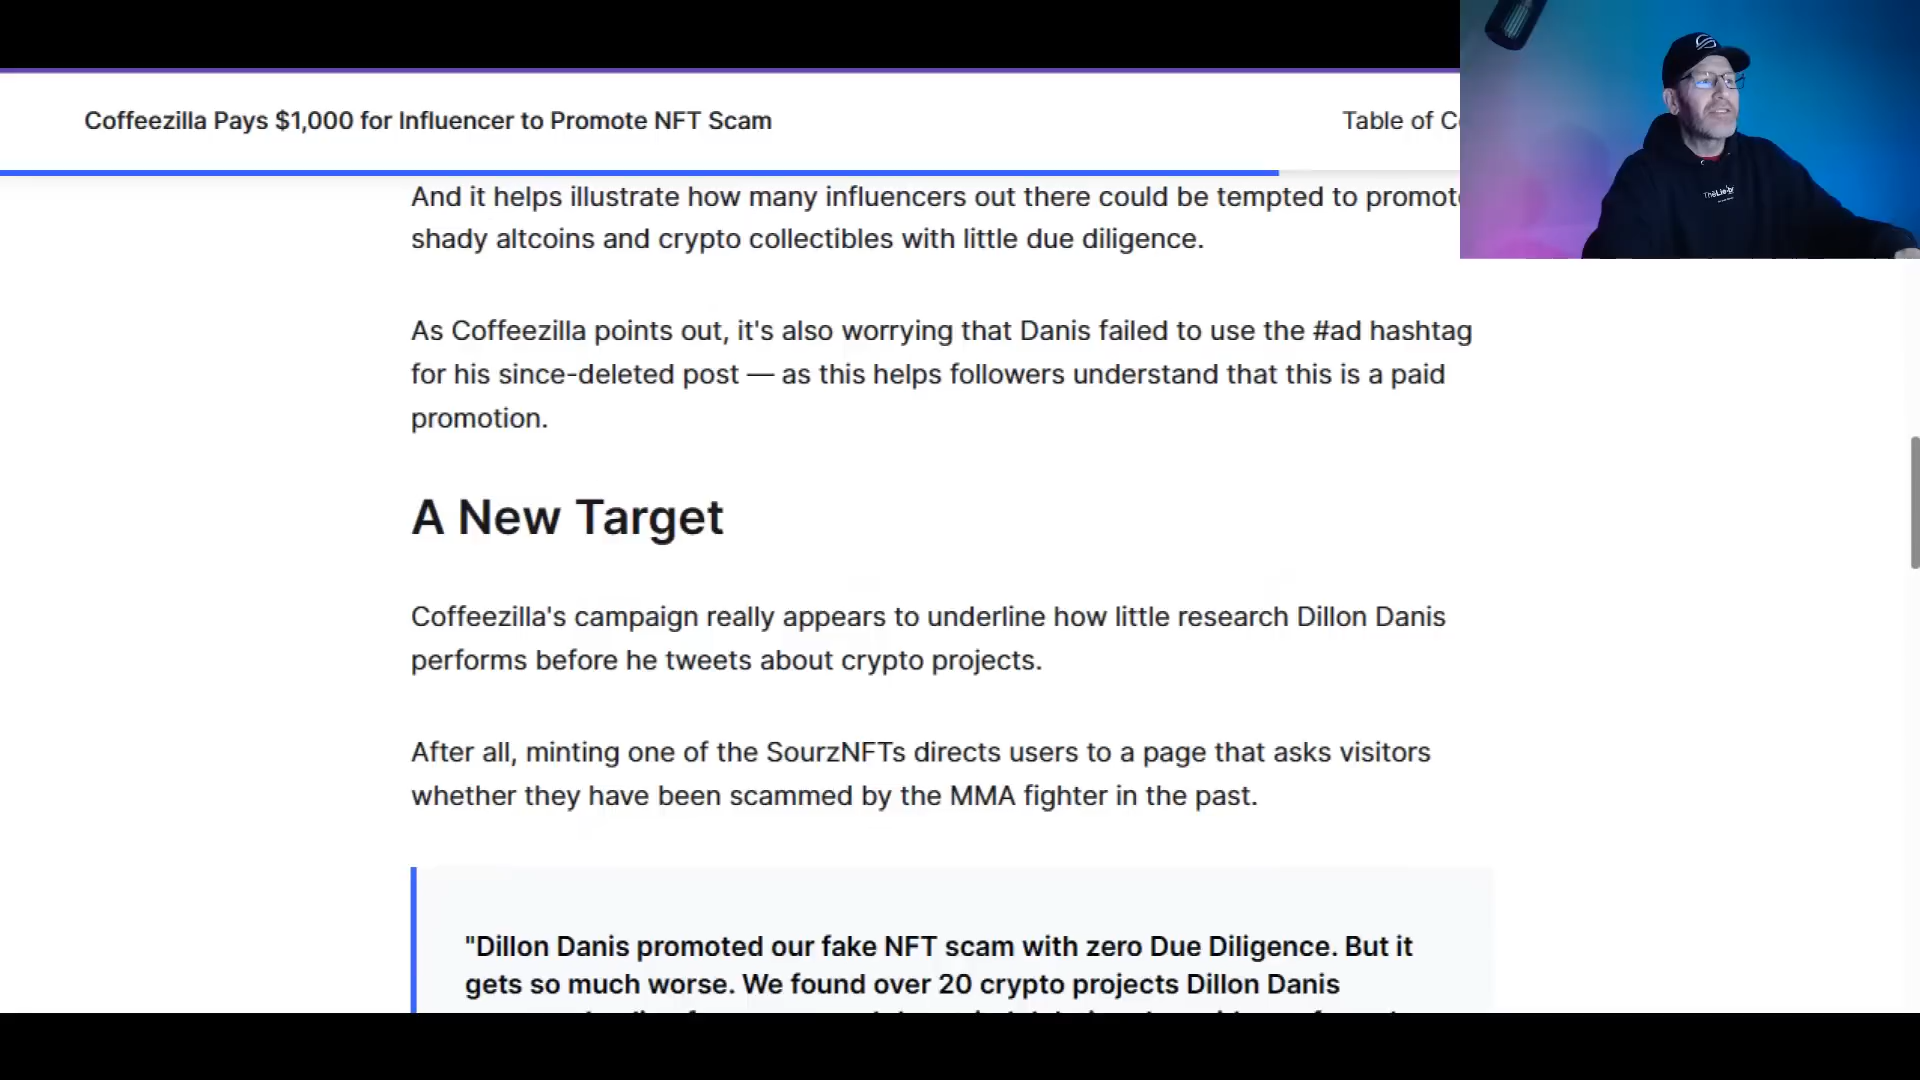 Coffeezilla Pays $1,000 for Influencer to Promote NFT Scam
Table of
And it helps illustrate how many influencers out there could be tempted to
shady altcoins and crypto collectibles with little due diligence.
As Coffeezilla points out, it's also worrying that Danis failed to use the #ad hashtag
for his since-deleted post — as this helps followers understand that this is a paid
promotion.
A New Target
Coffeezilla's campaign really appears to underline how little research Dillon Danis
performs before he tweets about crypto projects.
After all, minting one of the SourzNFTs directs users to a page that asks visitors
whether they have been scammed by the MMA fighter in the past.
"Dillon Danis promoted our fake NFT scam with zero Due Diligence. But it
gets so much worse. We found over 20 crypto projects Dillon Danis